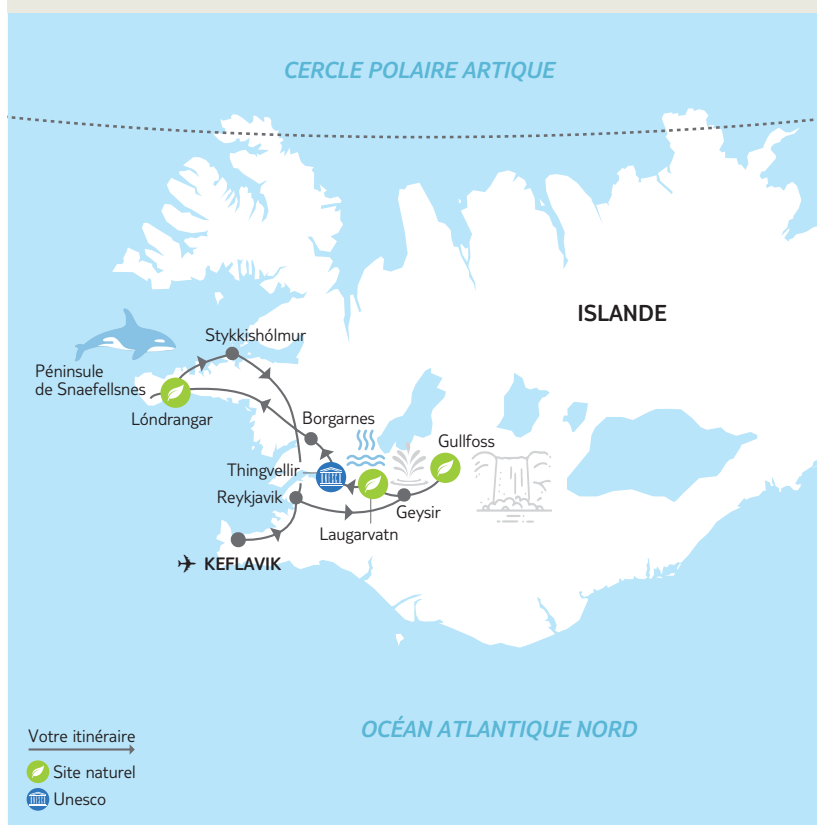 CERCLE POLAIRE ARTIQUE
ISLANDE
Stykkishólmur
Péninsule
de Snaefellsnes
Lóndrangar
Borgarnes
Gullfoss
Thingvellir
Reykjavik
Geysir
Laugarvatn
KEFLAVIK
OCÉAN ATLANTIQUE NORD
Votre itinéraire
Site naturel
Unesco